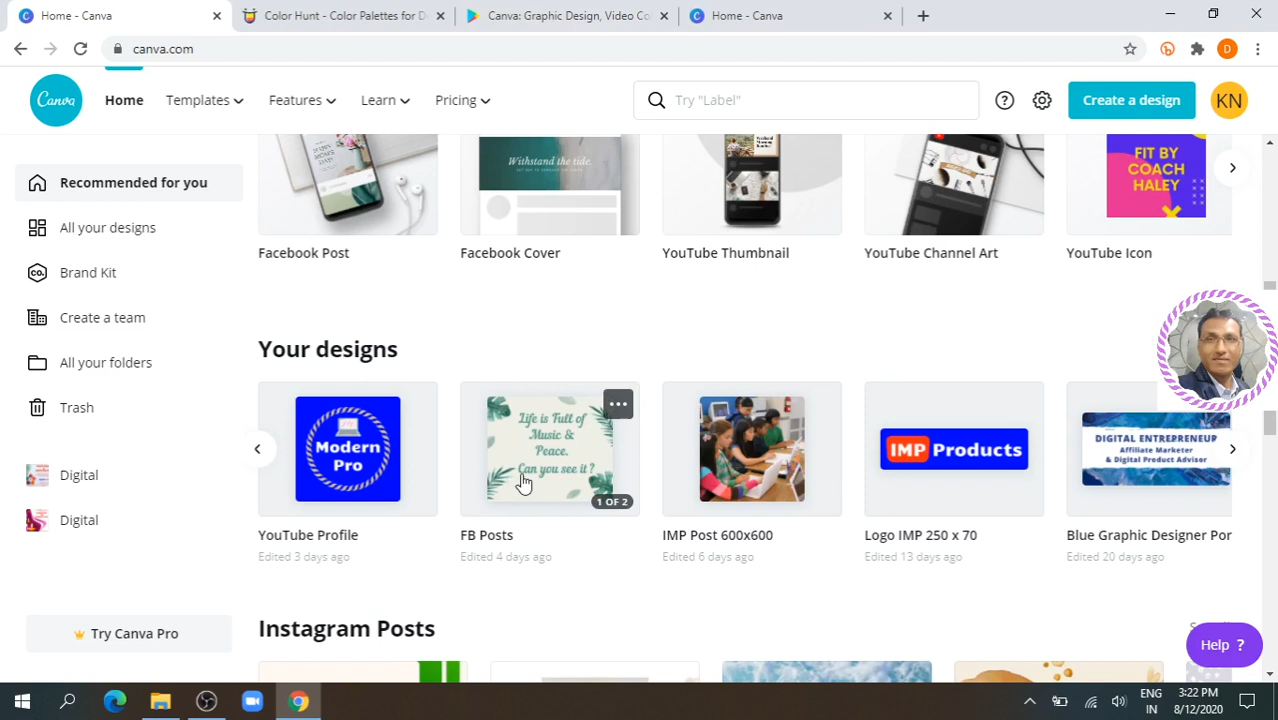 Home - Canva
Color Hunt - Color Palettes for D
Canva: Graphic Design, Video Co
Home - Canva
canva.com
D
Canva
Home
Templates
Features
Learn
Pricing
Try "Label"
Create a design
KN
Recommended for you
All your designs
Brand Kit
Create a team
All your folders
Trash
Digital
Digital
Try Canva Pro
Withstand the tide.
FIT BY
COACH
HALEY
Facebook Post
Facebook Cover
YouTube Thumbnail
YouTube Channel Art
YouTube Icon
Your designs
Modern
Pro
Life is Full of
Music &
Peace.
Can you see it?
1 OF 2
IMP Products
DIGITAL ENTREPRENEUR
Affiliate Marketer
& Digital Product Advisor
YouTube Profile
FB Posts
IMP Post 600x600
Logo IMP 250 x 70
Blue Graphic Designer Por
Edited 3 days ago
Edited 4 days ago
Edited 6 days ago
Edited 13 days ago
Edited 20 days ago
Instagram Posts
Help ?
ENG
IN
3:22 PM
8/12/2020